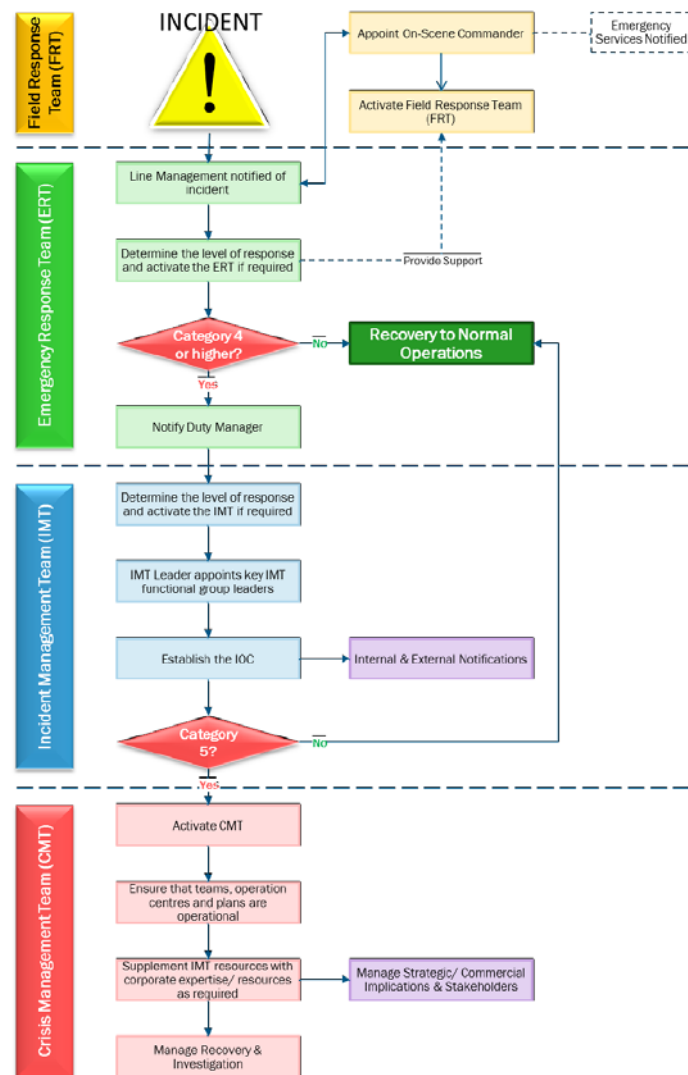 INCIDENT
!
Appoint On-Scene Commander
Emergency
Services Notified
Field Response
Team (FRT)
Activate Field Response Team
(FRT)
Line Management notified of
incident
Emergency Response Team (ERT)
Determine the level of response
and activate the ERT if required
Provide Support
Category 4
or higher?
No
Recovery to Normal
Operations
Yes
Notify Duty Manager
Incident Management Team (IMT)
Determine the level of response
and activate the IMT if required
IMT Leader appoints key IMT
functional group leaders
Establish the IOC
Internal & External Notifications
Category
5?
No
Yes
Crisis Management Team (CMT)
Activate CMT
Ensure that teams, operation
centres and plans are
operational
Supplement IMT resources with
corporate expertise/ resources
as required
Manage Strategic/ Commercial
Implications & Stakeholders
Manage Recovery &
Investigation